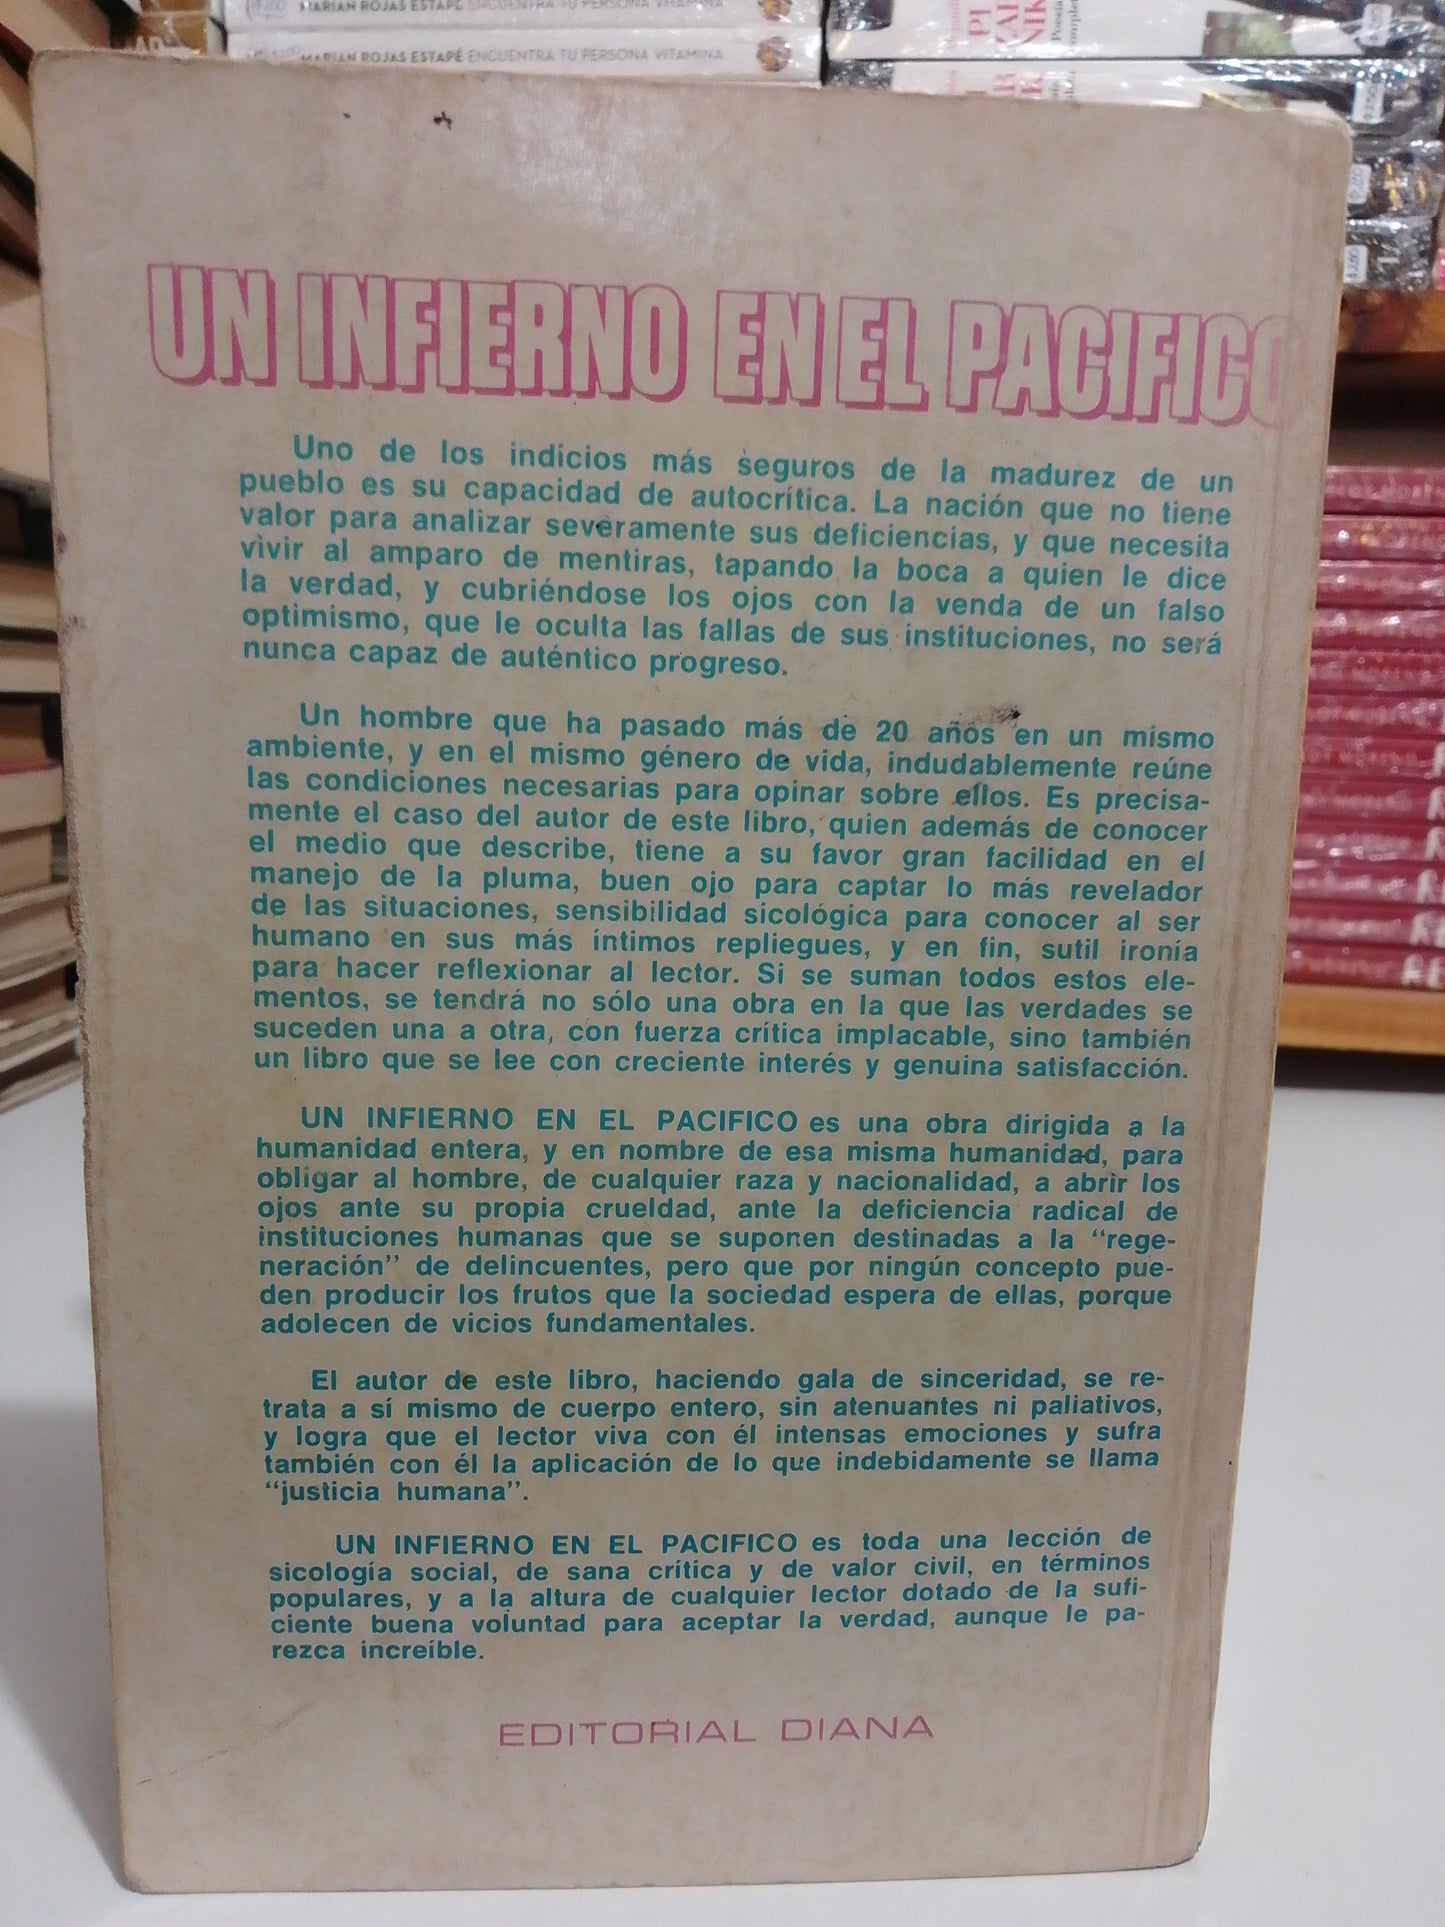 MARIAN ROJAS ESTAPÉ ENCUENTRA TU PERSONA VITAMINA
MARIAN ROJAS ESTAPÉ ENCUENTRA TU PERSONA VITAMINA
UN INFIERNO EN EL PACIFICO
Uno de los indicios más seguros de la madurez de un
pueblo es su capacidad de autocrítica. La nación que no tiene
valor para analizar severamente sus deficiencias, y que necesita
vivir al amparo de mentiras, tapando la boca a quien le dice
la verdad, y cubriéndose los ojos con la venda de un falso
optimismo, que le oculta las fallas de sus instituciones, no será
nunca capaz de auténtico progreso.
Un hombre que ha pasado más de 20 años en un mismo
ambiente, y en el mismo género de vida, indudablemente reúne
las condiciones necesarias para opinar sobre ellos. Es precisa-
mente el caso del autor de este libro, quien además de conocer
el medio que describe, tiene a su favor gran facilidad en el
manejo de la pluma, buen ojo para captar lo más revelador
de las situaciones, sensibilidad sicológica para conocer al ser
humano en sus más íntimos repliegues, y en fin, sutil ironía
para hacer reflexionar al lector. Si se suman todos estos ele-
mentos, se tendrá no sólo una obra en la que las verdades se
suceden una a otra, con fuerza crítica implacable, sino también
un libro que se lee con creciente interés y genuina satisfacción.
UN INFIERNO EN EL PACIFICO es una obra dirigida a la
humanidad entera, y en nombre de esa misma humanidad, para
obligar al hombre, de cualquier raza y nacionalidad, a abrir los
ojos ante su propia crueldad, ante la deficiencia radical de
instituciones humanas que se suponen destinadas a la “rege-
neración” de delincuentes, pero que por ningún concepto pue-
den producir los frutos que la sociedad espera de ellas, porque
adolecen de vicios fundamentales.
El autor de este libro, haciendo gala de sinceridad, se re-
trata a sí mismo de cuerpo entero, sin atenuantes ni paliativos,
y logra que el lector viva con él intensas emociones y sufra
también con él la aplicación de lo que indebidamente se llama
“justicia humana”.
UN INFIERNO EN EL PACIFICO es toda una lección de
sicología social, de sana crítica y de valor civil, en términos
populares, y a la altura de cualquier lector dotado de la sufi-
ciente buena voluntad para aceptar la verdad, aunque le pa-
rezca increíble.
EDITORIAL DIANA